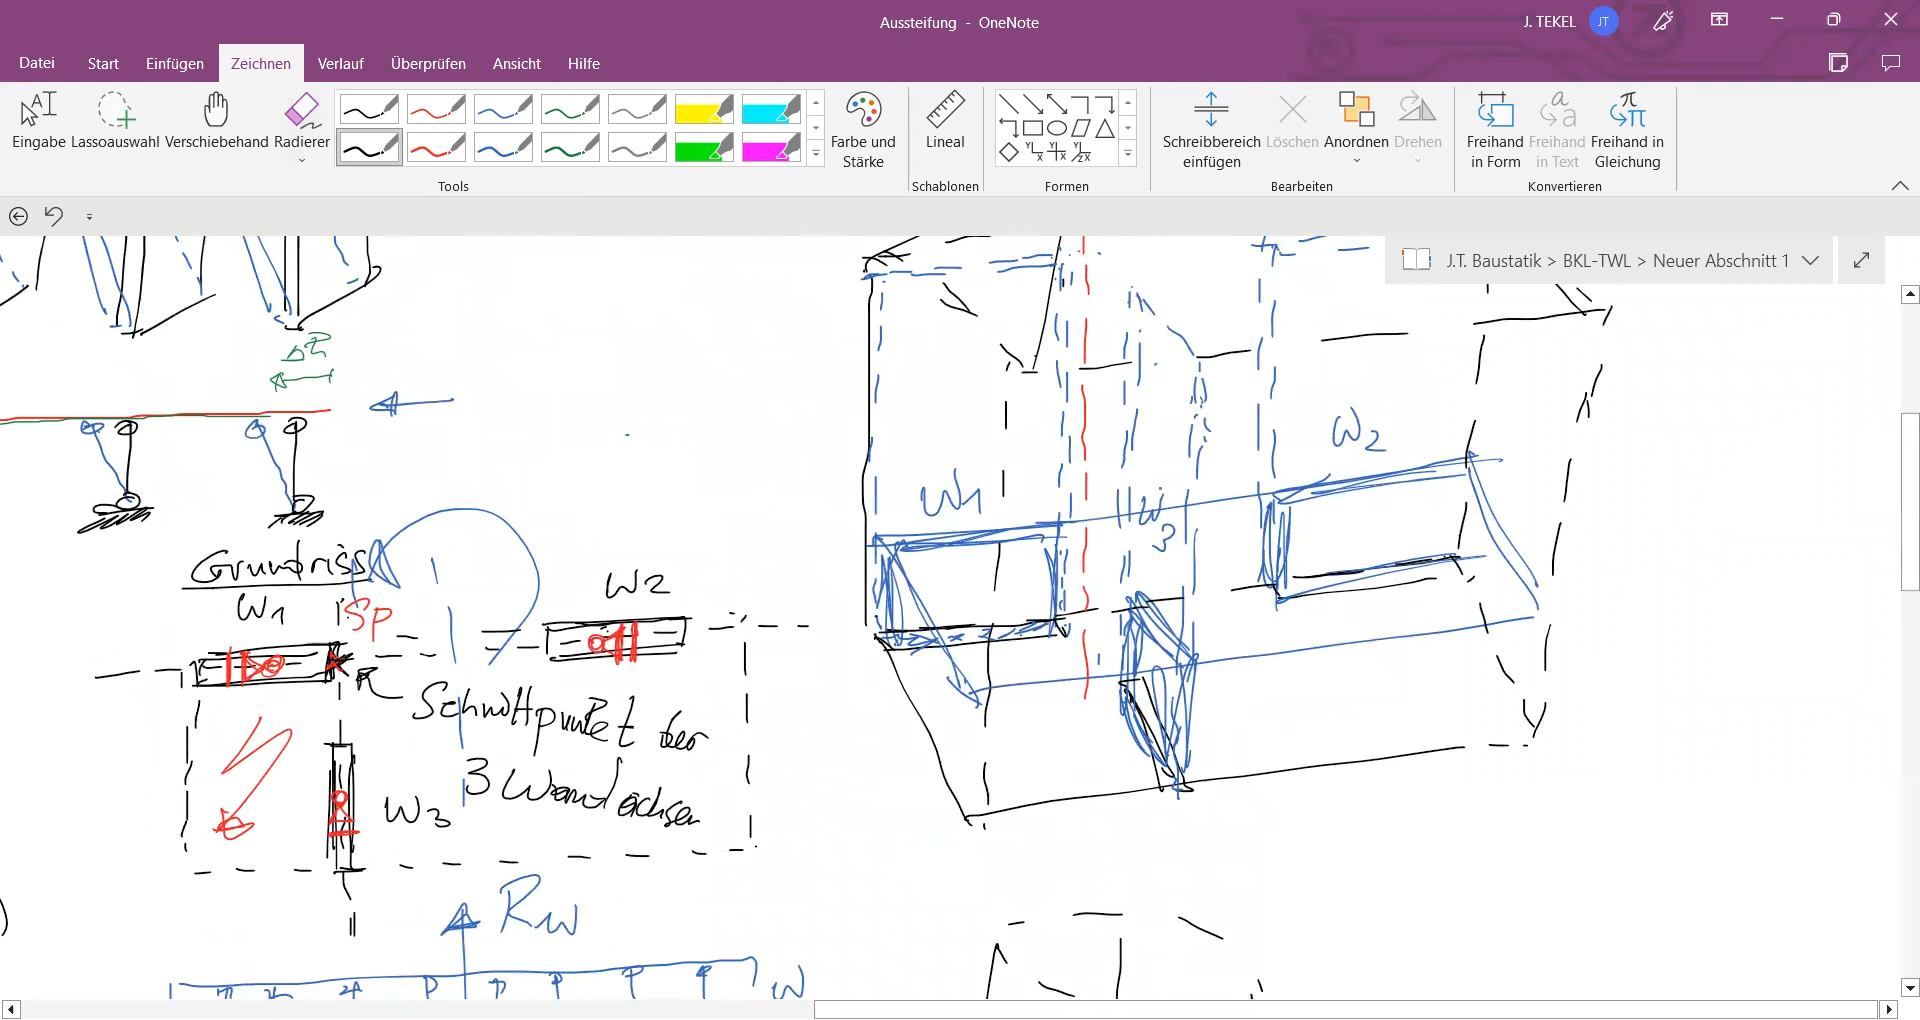 Aussteifung - OneNote
J. TEKEL
JT
Datei
Start
Einfügen
Zeichnen
Verlauf
Überprüfen
Ansicht
Hilfe
Eingabe
Lassoauswahl
Verschiebehand
Radierer
Farbe und
Stärke
Lineal
Schreibbereich
einfügen
Löschen
Anordnen
Drehen
Freihand
in Form
Freihand
in Text
Freihand in
Gleichung
Tools
Schablonen
Formen
Bearbeiten
Konvertieren
J.T. Baustatik > BKL-TWL > Neuer Abschnitt 1
W2
W1
W3
Grundriss
W1
Sp
W2
Schnittpunkt der
3 Wandachsen
W3
RW
W